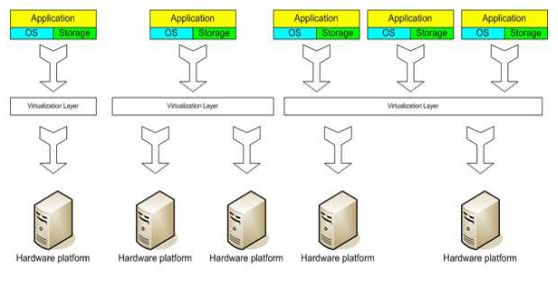 Application
OS Storage
Application
OS Storage
Application
OS Storage
Application
OS Storage
Application
OS Storage
Virtualization Layer
Virtualization Layer
Virtualization Layer
Hardware platform
Hardware platform
Hardware platform
Hardware platform
Hardware platform